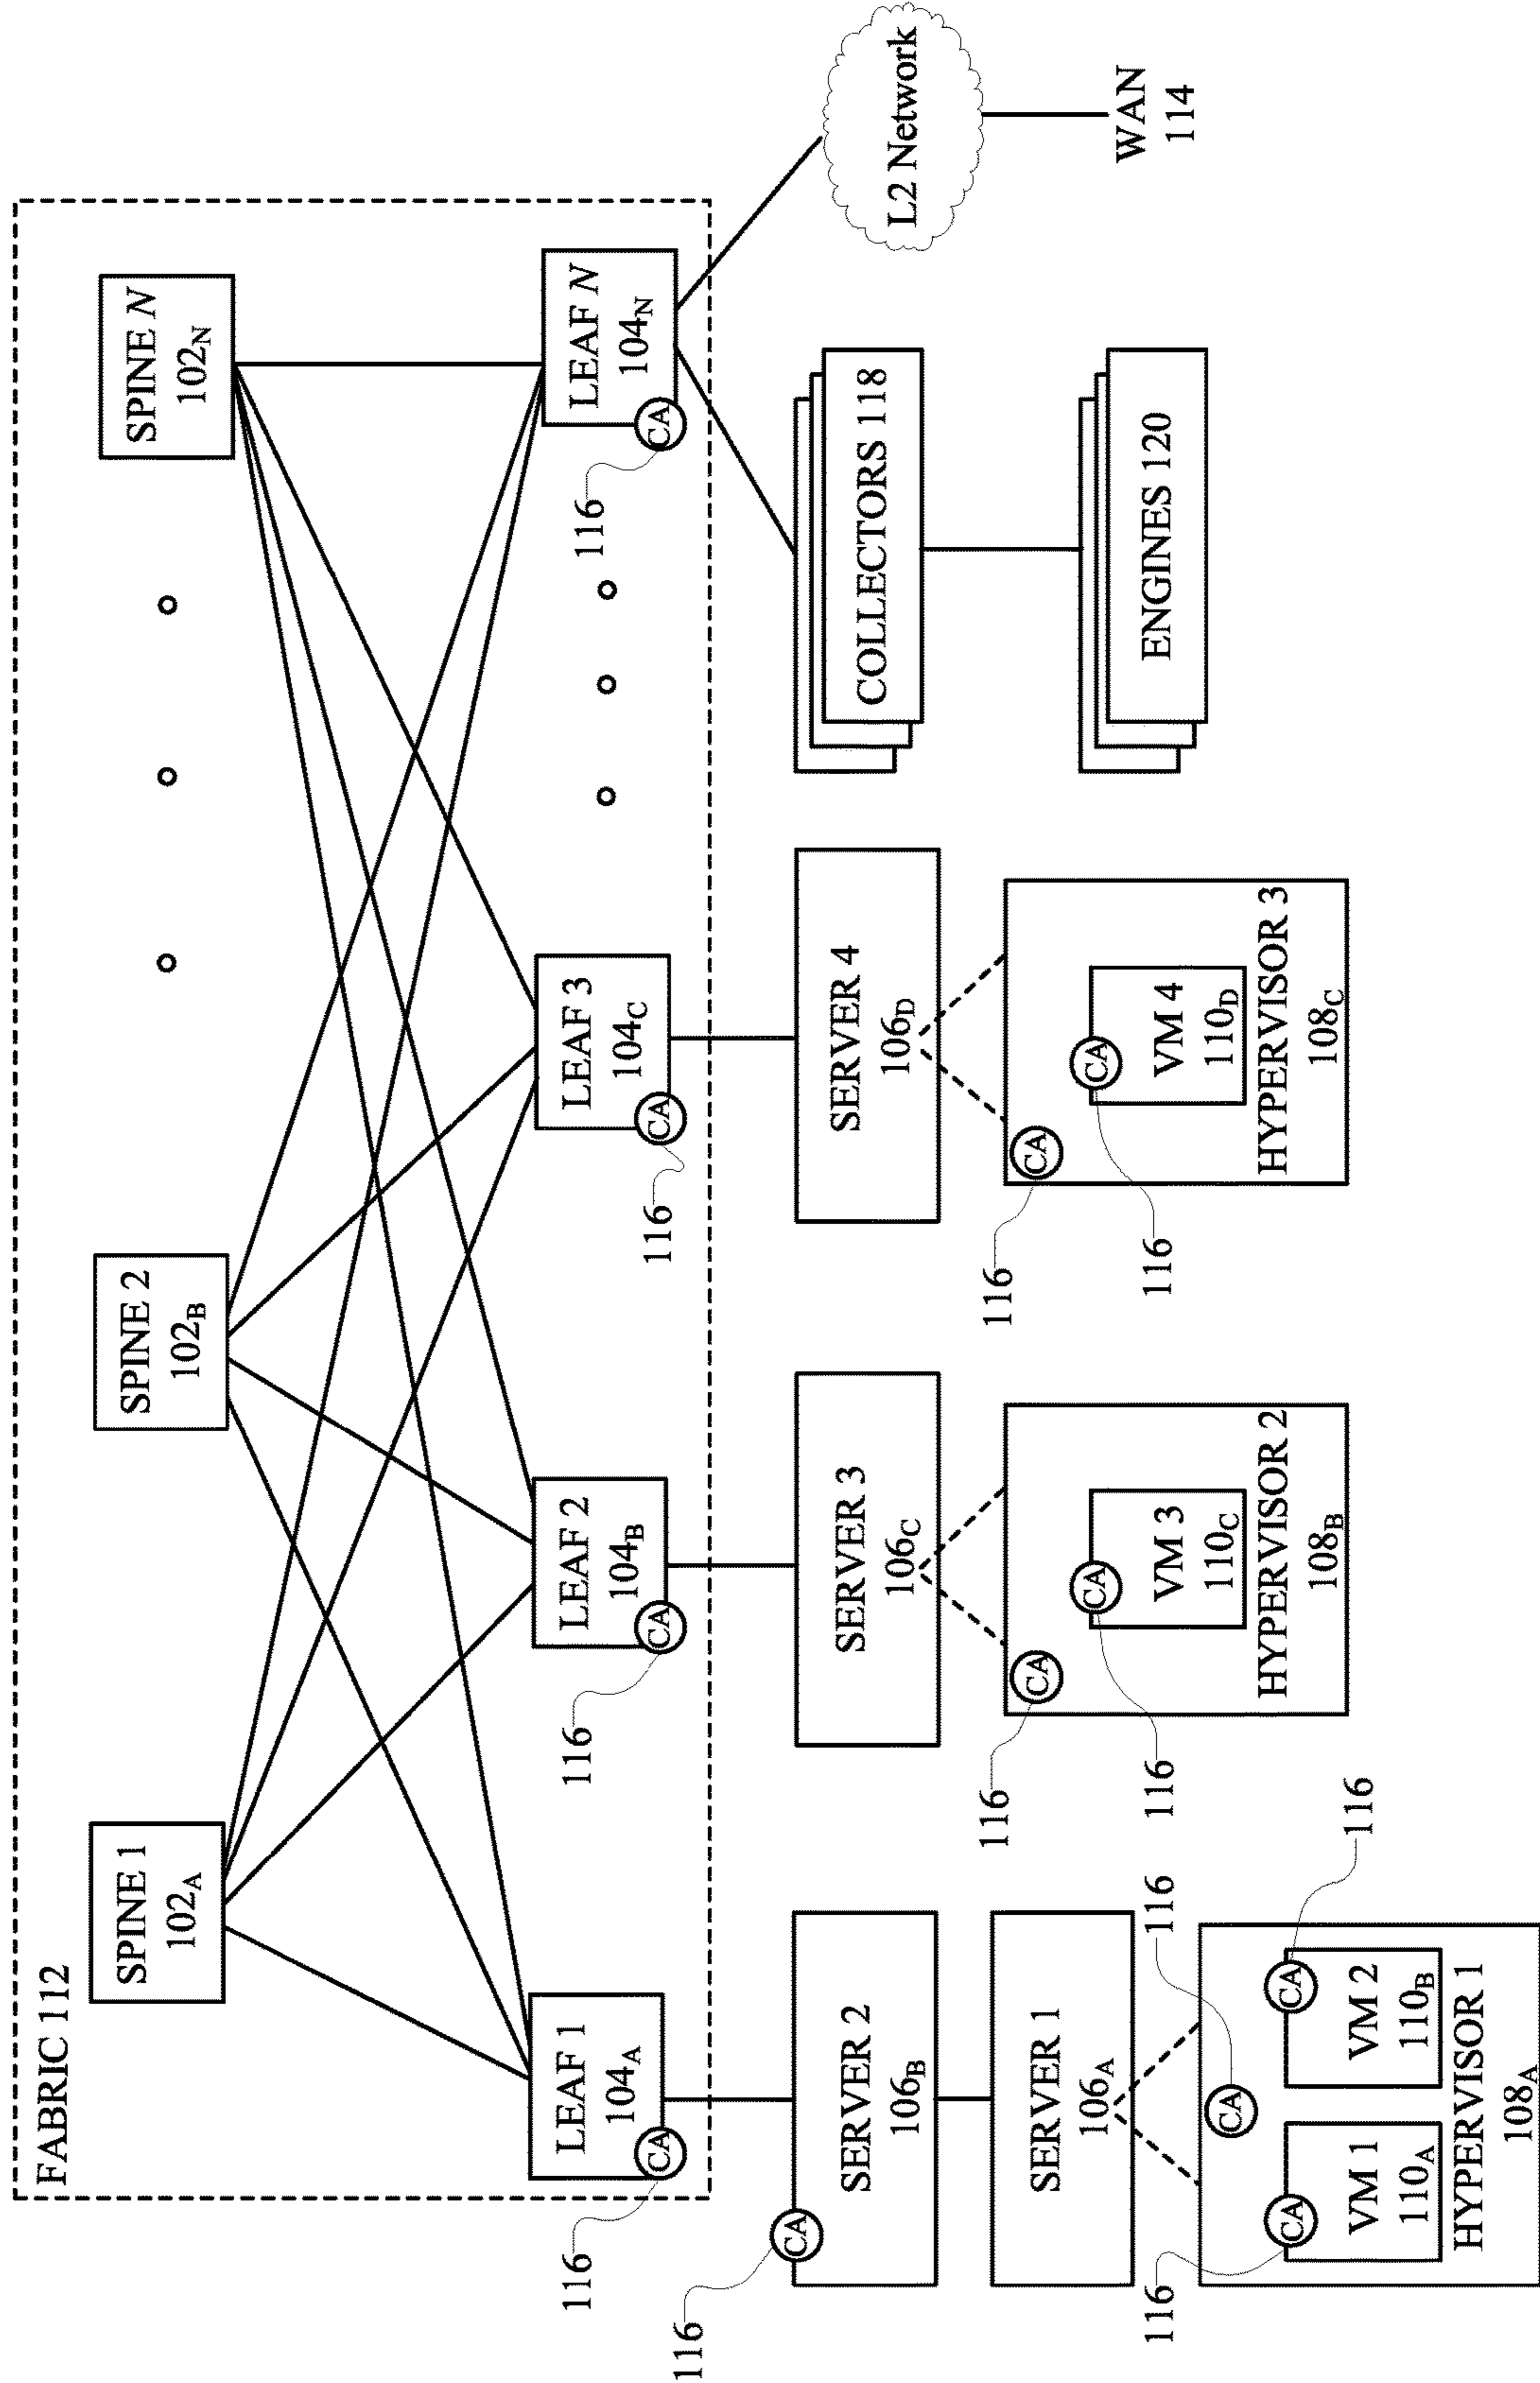 FABRIC 112
SPINE 1
102A
SPINE 2
102B
SPINE N
102N
LEAF 1
104A
CA
116
LEAF 2
104B
CA
116
LEAF 3
104C
CA
116
LEAF N
104N
CA
116
CA
116
SERVER 2
106B
SERVER 1
106A
SERVER 3
106C
SERVER 4
106D
COLLECTORS 118
ENGINES 120
L2 Network
WAN
114
CA
116
CA
116
VM 1
110A
CA
116
VM 2
110B
HYPERVISOR 1
108A
CA
116
CA
116
VM 3
110C
HYPERVISOR 2
108B
CA
116
CA
116
VM 4
110D
HYPERVISOR 3
108C